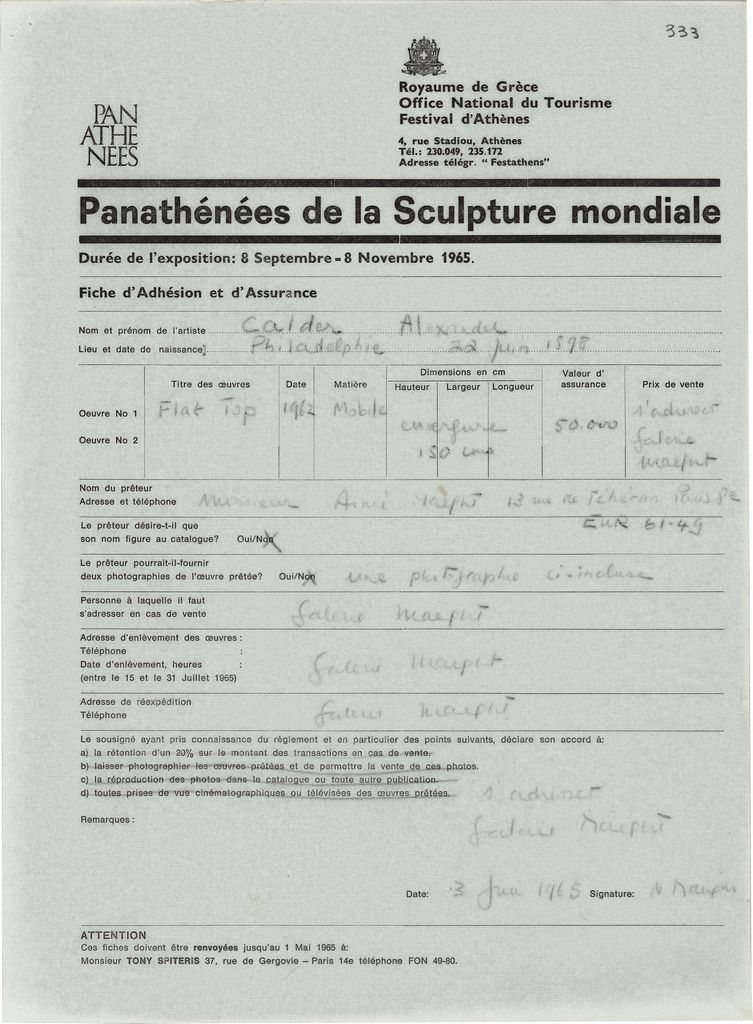 333
PAN
ATHE
NEES
Royaume de Grèce
Office National du Tourisme
Festival d'Athènes
4, rue Stadiou, Athènes
Tél.: 230.049, 235.172
Adresse télégr. “ Festathens”
Panathénées de la Sculpture mondiale
Durée de l'exposition: 8 Septembre - 8 Novembre 1965.
Fiche d'Adhésion et d'Assurance
Nom et prénom de l'artiste Calder Alexander
Lieu et date de naissance Philadelphie 22 juin 1898
Titre des œuvres Date Matière Dimensions en cm Valeur d' assurance Prix de vente
Hauteur Largeur Longueur
Oeuvre No 1 Flat Top 1962 Mobile envergure 50.000 s'adresser
Oeuvre No 2 150 cms Galerie
Maeght
Nom du prêteur
Adresse et téléphone Monsieur Aimé Maeght 13 rue de Téhéran Paris 8e
Le prêteur désire-t-il que EUR 61-49
son nom figure au catalogue? Oui/Non
Le prêteur pourrait-il-fournir
deux photographies de l'œuvre prêtée? Oui/Non une photographie ci-incluse
Personne à laquelle il faut
s'adresser en cas de vente Galerie Maeght
Adresse d'enlèvement des œuvres :
Téléphone :
Date d'enlèvement, heures : Galerie Maeght
(entre le 15 et le 31 Juillet 1965)
Adresse de réexpédition
Téléphone Galerie Maeght
Le sousigné ayant pris connaissance du règlement et en particulier des points suivants, déclare son accord à:
a) la rétention d'un 20% sur le montant des transactions en cas de vente.
b) laisser photographier les œuvres prêtées et de permettre la vente de ces photos.
c) la réproduction des photos dans le catalogue ou toute autre publication.
d) toutes prises de vue cinématographiques ou télévisées des œuvres prêtées. s'adresser
Remarques : Galerie Maeght
Date: 3 Juin 1965 Signature:
ATTENTION
Ces fiches doivent être renvoyées jusqu'au 1 Mai 1965 à:
Monsieur TONY SPITERIS 37, rue de Gergovie – Paris 14e téléphone FON 49-80.